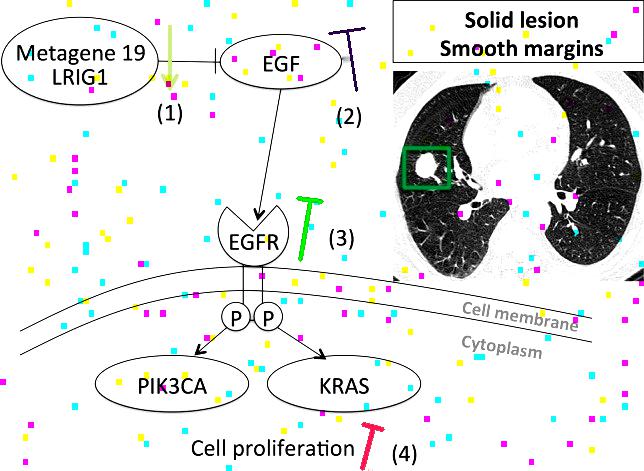 Solid lesion
Smooth margins
Metagene 19
LRIG1
EGF
(1)
(2)
EGFR
(3)
P
P
Cell membrane
Cytoplasm
PIK3CA
KRAS
Cell proliferation
(4)